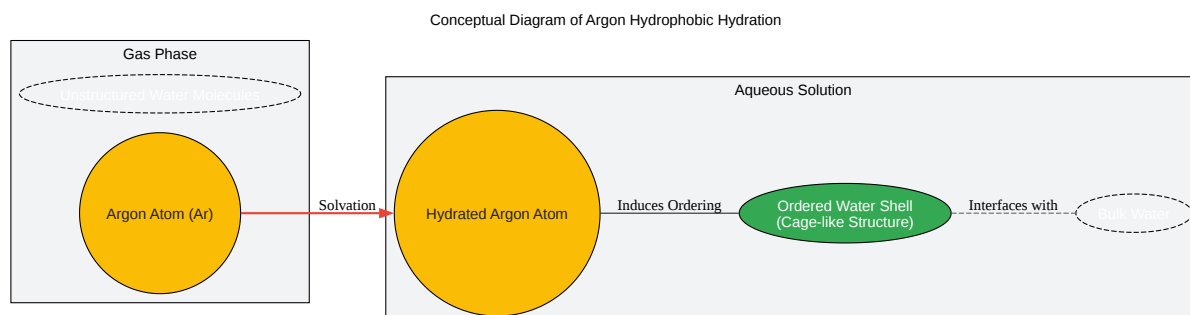 Conceptual Diagram of Argon Hydrophobic Hydration
Gas Phase
Unstructured Water Molecules
Argon Atom (Ar)
Solvation
Aqueous Solution
Hydrated Argon Atom
Induces Ordering
Ordered Water Shell
(Cage-like Structure)
Interfaces with
Bulk Water